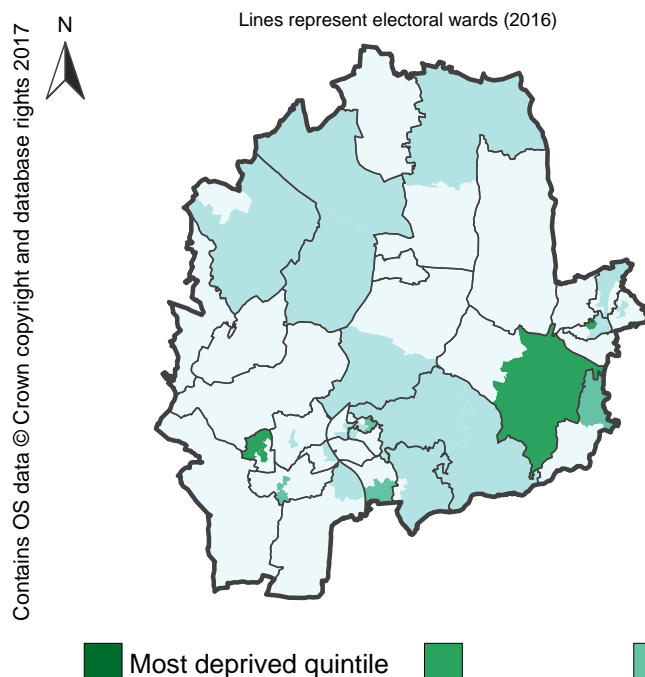 Lines represent electoral wards (2016)
N
Contains OS data © Crown copyright and database rights 2017
Most deprived quintile